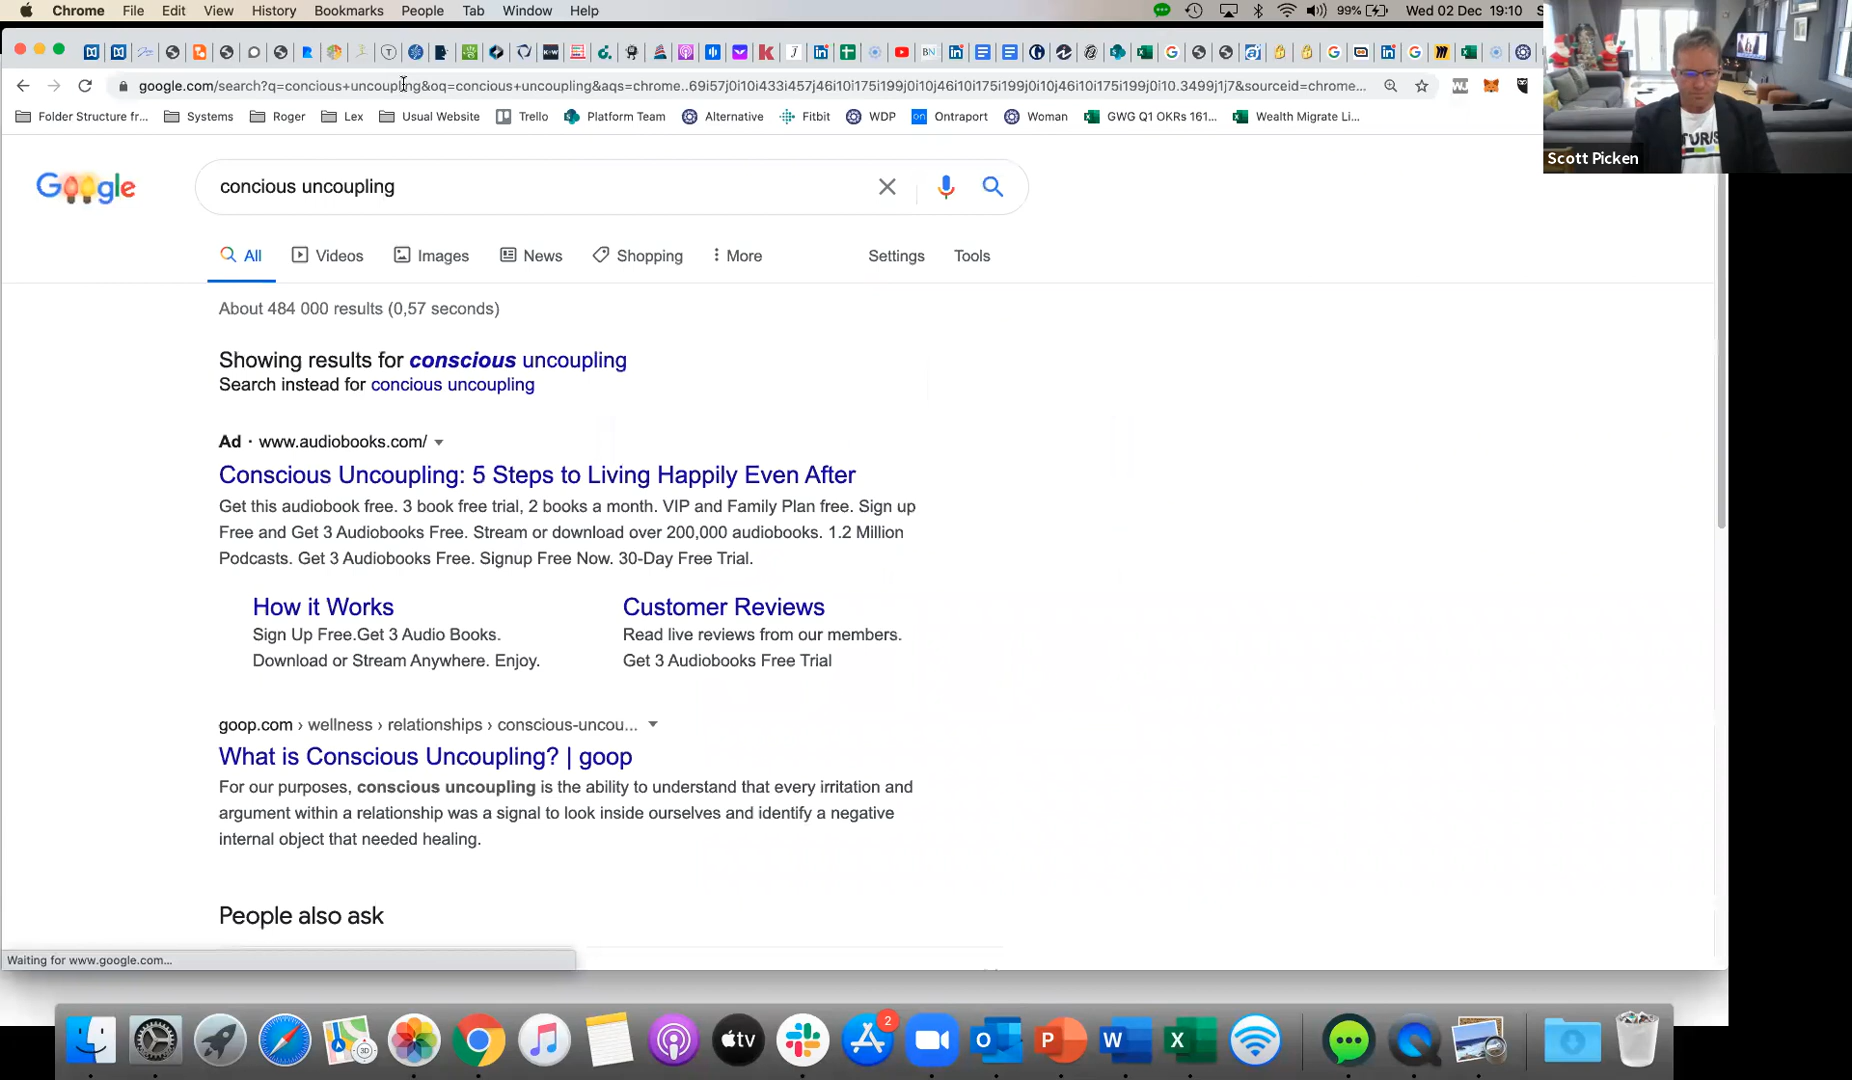 Chrome File Edit View History Bookmarks People Tab Window Help 99% Wed 02 Dec 19:10
google.com/search?q=concious+uncoupling&oq=concious+uncoupling&aqs=chrome..69i57j0i10i433i457j46i10i175i199j0i10j46i10i175i199j0i10.3499j1j7&sourceid=chrome...
Folder Structure fr... Systems Roger Lex Usual Website Trello Platform Team Alternative Fitbit WDP Ontraport Woman GWG Q1 OKRs 161... Wealth Migrate Li...
Scott Picken
Google
concious uncoupling
All Videos Images News Shopping More Settings Tools
About 484 000 results (0,57 seconds)
Showing results for conscious uncoupling
Search instead for concious uncoupling
Ad · www.audiobooks.com/
Conscious Uncoupling: 5 Steps to Living Happily Even After
Get this audiobook free. 3 book free trial, 2 books a month. VIP and Family Plan free. Sign up
Free and Get 3 Audiobooks Free. Stream or download over 200,000 audiobooks. 1.2 Million
Podcasts. Get 3 Audiobooks Free. Signup Free Now. 30-Day Free Trial.
How it Works
Sign Up Free.Get 3 Audio Books.
Download or Stream Anywhere. Enjoy.
Customer Reviews
Read live reviews from our members.
Get 3 Audiobooks Free Trial
goop.com › wellness › relationships › conscious-uncou...
What is Conscious Uncoupling? | goop
For our purposes, conscious uncoupling is the ability to understand that every irritation and
argument within a relationship was a signal to look inside ourselves and identify a negative
internal object that needed healing.
People also ask
Waiting for www.google.com...
tv
2